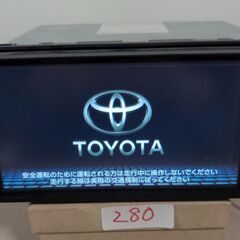 TOYOTA
安全運転のために運転される方は走行中に操作しないでください
走行する際は実際の交通規制に従ってください
280